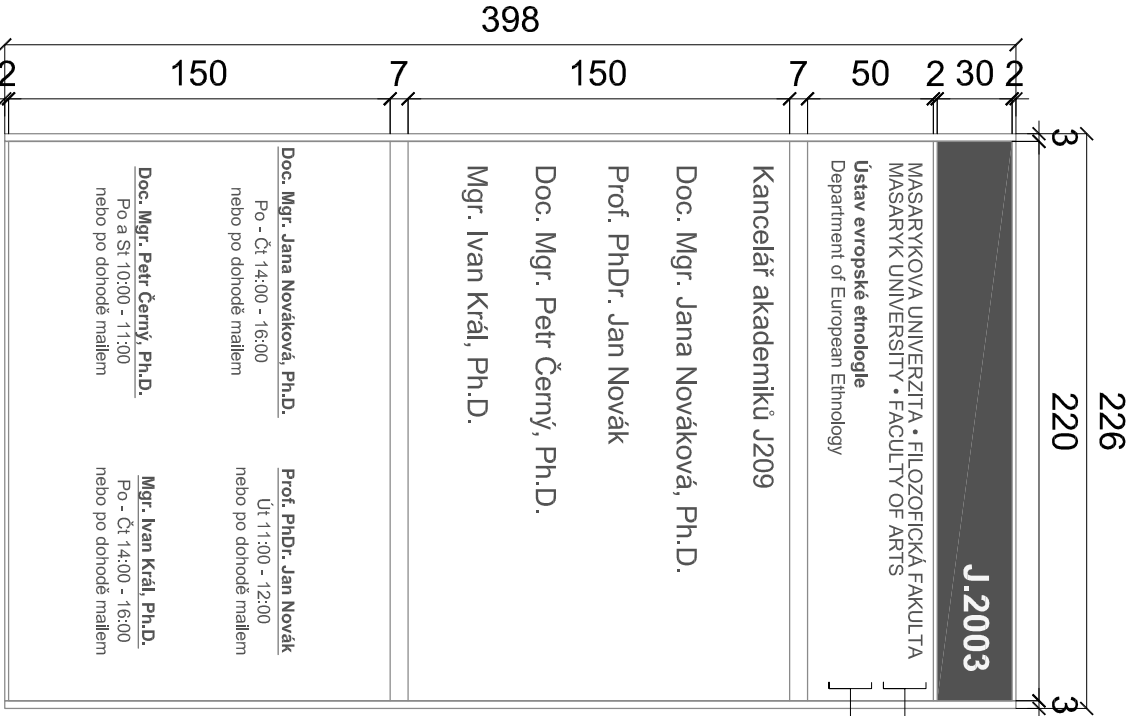 398
2 150 7 150 7 50 2 30 2
3
226
220
3
J.2003
MASARYKOVA UNIVERZITA • FILOZOFICKÁ FAKULTA
MASARYK UNIVERSITY • FACULTY OF ARTS
Ústav evropské etnologie
Department of European Ethnology
Kancelář akademiků J209
Doc. Mgr. Jana Nováková, Ph.D.
Prof. PhDr. Jan Novák
Doc. Mgr. Petr Černý, Ph.D.
Mgr. Ivan Král, Ph.D.
Doc. Mgr. Jana Nováková, Ph.D.
Po - Čt 14:00 - 16:00
nebo po dohodě mailem
Prof. PhDr. Jan Novák
Út 11:00 - 12:00
nebo po dohodě mailem
Doc. Mgr. Petr Černý, Ph.D.
Po a St 10:00 - 11:00
nebo po dohodě mailem
Mgr. Ivan Král, Ph.D.
Po - Čt 14:00 - 16:00
nebo po dohodě mailem